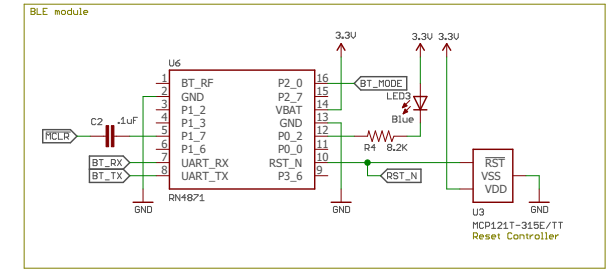 BLE module
3.3V
3.3V 3.3V
U6
1 BT_RF P2_0 16 BT_MODE
2 GND P2_7 15
3 P1_2 VBAT 14
4 P1_3 GND 13
MCLR C2 .1uF 5 P1_7 P0_2 12
6 P1_6 P0_0 11
BT_RX 7 UART_RX RST_N 10
BT_TX 8 UART_TX P3_6 9
RN4871
LED3
Blue
R4 8.2K
RST_N
RST
VSS
VDD
U3
MCP121T-315E/TT
Reset Controller
GND
GND
GND